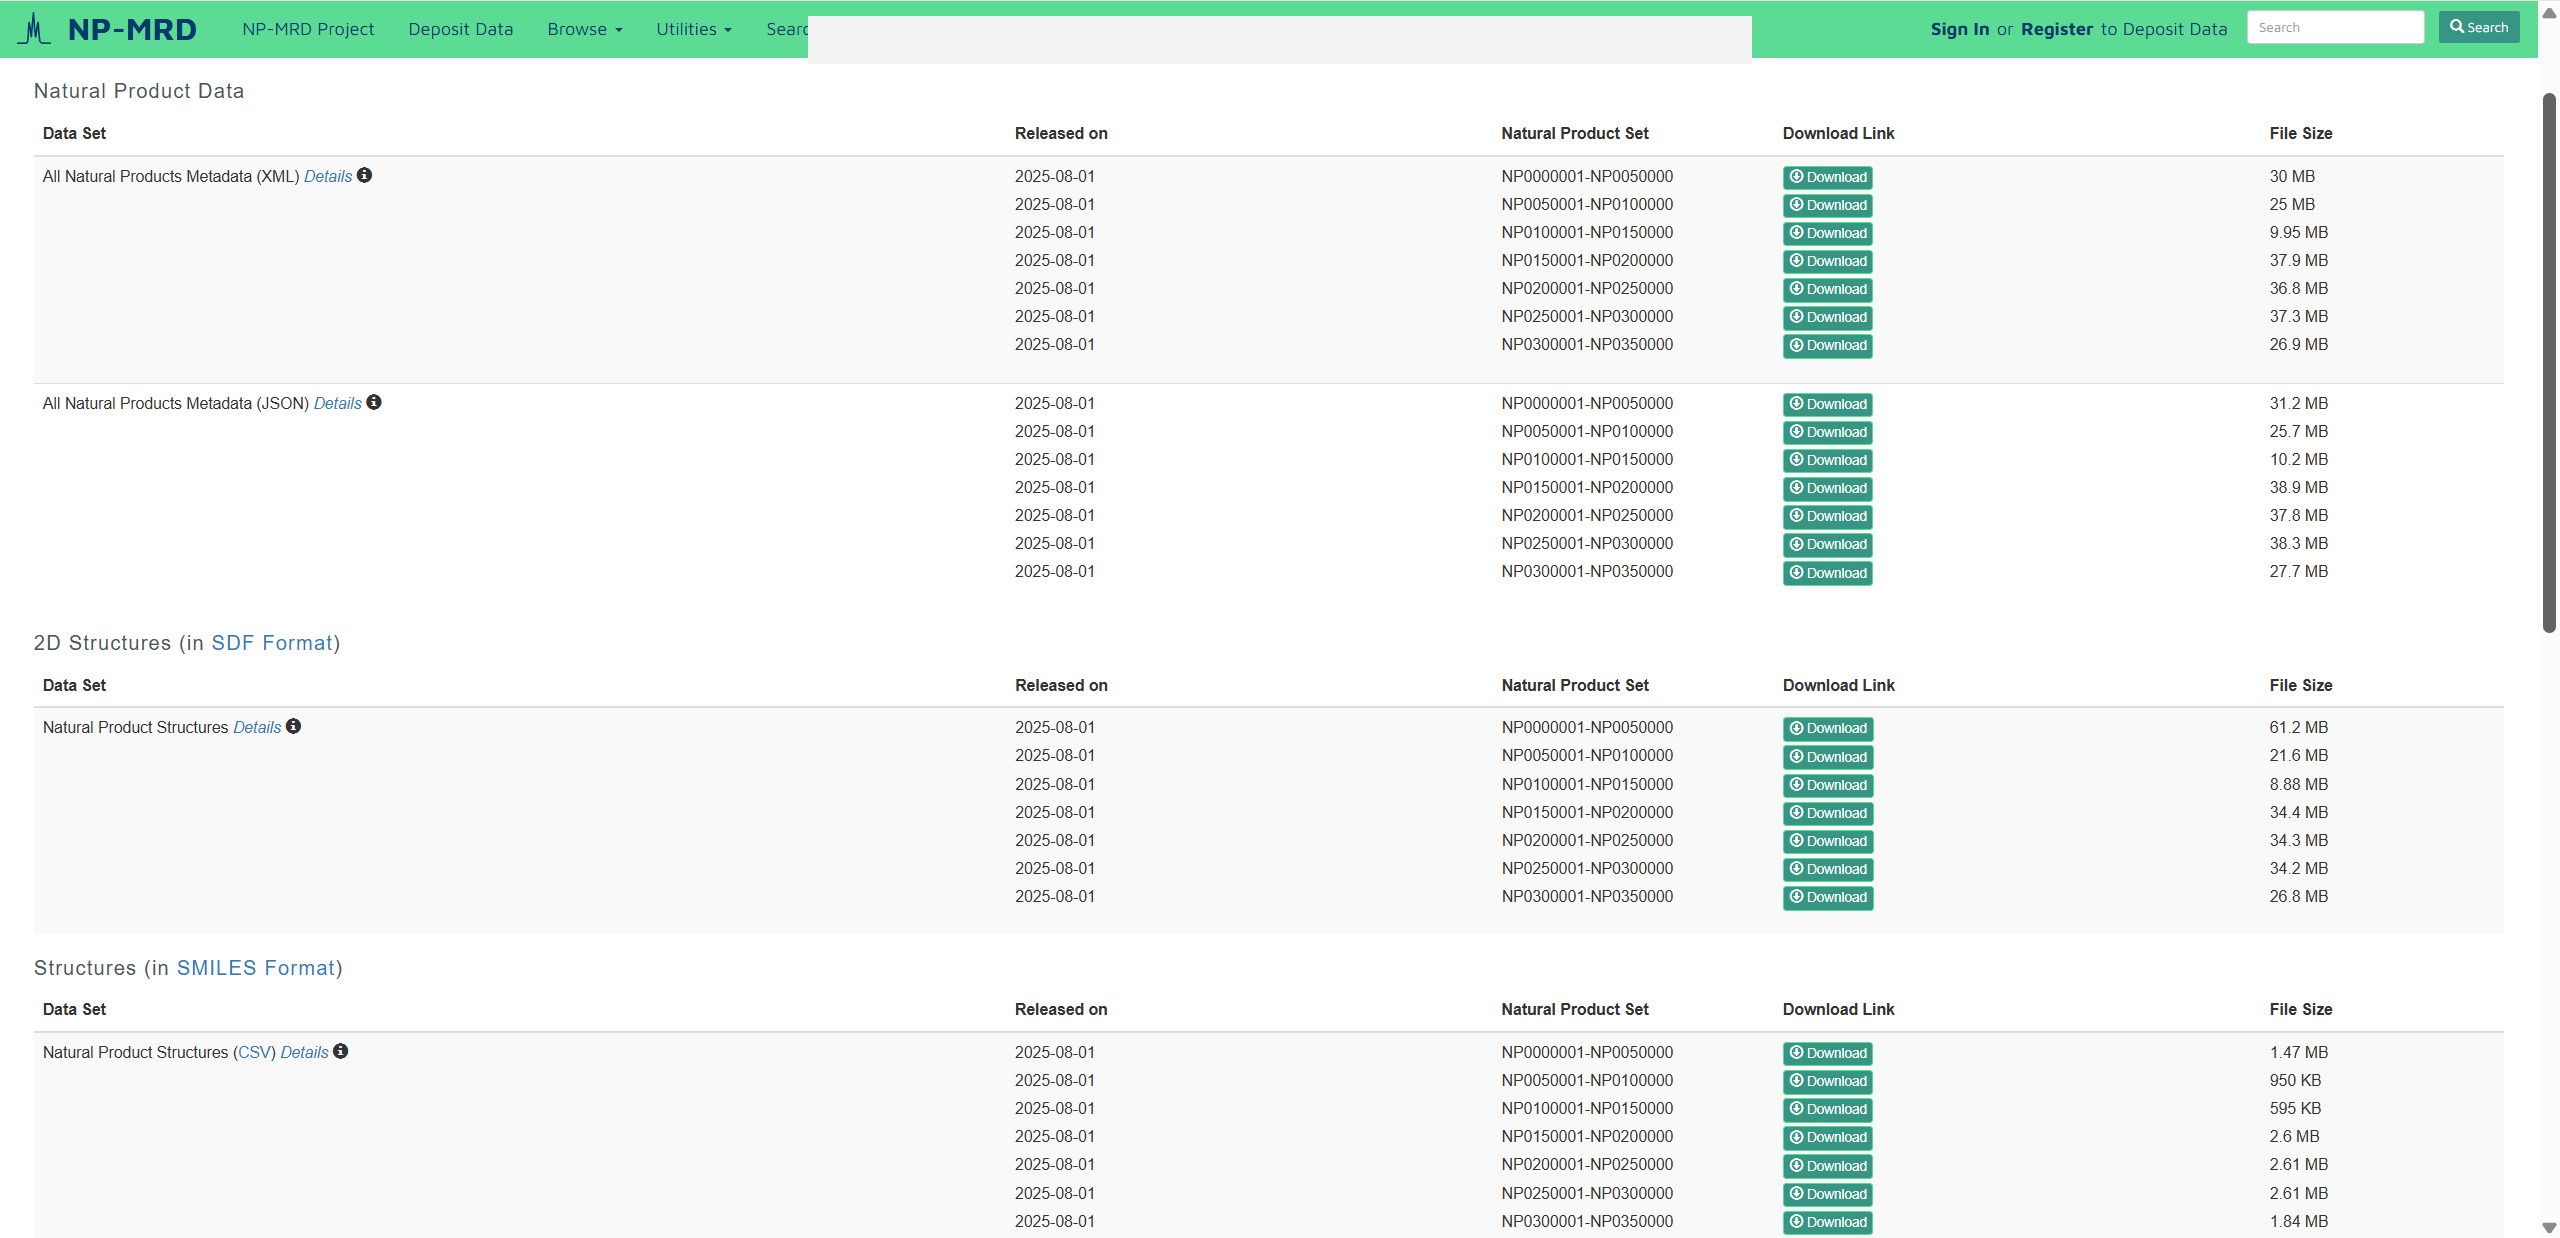 NP-MRD NP-MRD Project Deposit Data Browse Utilities Sign In or Register to Deposit Data Search Search
Natural Product Data
Data Set Released on Natural Product Set Download Link File Size
All Natural Products Metadata (XML) Details 2025-08-01 NP0000001-NP0050000 Download 30 MB
2025-08-01 NP0050001-NP0100000 Download 25 MB
2025-08-01 NP0100001-NP0150000 Download 9.95 MB
2025-08-01 NP0150001-NP0200000 Download 37.9 MB
2025-08-01 NP0200001-NP0250000 Download 36.8 MB
2025-08-01 NP0250001-NP0300000 Download 37.3 MB
2025-08-01 NP0300001-NP0350000 Download 26.9 MB
All Natural Products Metadata (JSON) Details 2025-08-01 NP0000001-NP0050000 Download 31.2 MB
2025-08-01 NP0050001-NP0100000 Download 25.7 MB
2025-08-01 NP0100001-NP0150000 Download 10.2 MB
2025-08-01 NP0150001-NP0200000 Download 38.9 MB
2025-08-01 NP0200001-NP0250000 Download 37.8 MB
2025-08-01 NP0250001-NP0300000 Download 38.3 MB
2025-08-01 NP0300001-NP0350000 Download 27.7 MB
2D Structures (in SDF Format)
Data Set Released on Natural Product Set Download Link File Size
Natural Product Structures Details 2025-08-01 NP0000001-NP0050000 Download 61.2 MB
2025-08-01 NP0050001-NP0100000 Download 21.6 MB
2025-08-01 NP0100001-NP0150000 Download 8.88 MB
2025-08-01 NP0150001-NP0200000 Download 34.4 MB
2025-08-01 NP0200001-NP0250000 Download 34.3 MB
2025-08-01 NP0250001-NP0300000 Download 34.2 MB
2025-08-01 NP0300001-NP0350000 Download 26.8 MB
Structures (in SMILES Format)
Data Set Released on Natural Product Set Download Link File Size
Natural Product Structures (CSV) Details 2025-08-01 NP0000001-NP0050000 Download 1.47 MB
2025-08-01 NP0050001-NP0100000 Download 950 KB
2025-08-01 NP0100001-NP0150000 Download 595 KB
2025-08-01 NP0150001-NP0200000 Download 2.6 MB
2025-08-01 NP0200001-NP0250000 Download 2.61 MB
2025-08-01 NP0250001-NP0300000 Download 2.61 MB
2025-08-01 NP0300001-NP0350000 Download 1.84 MB